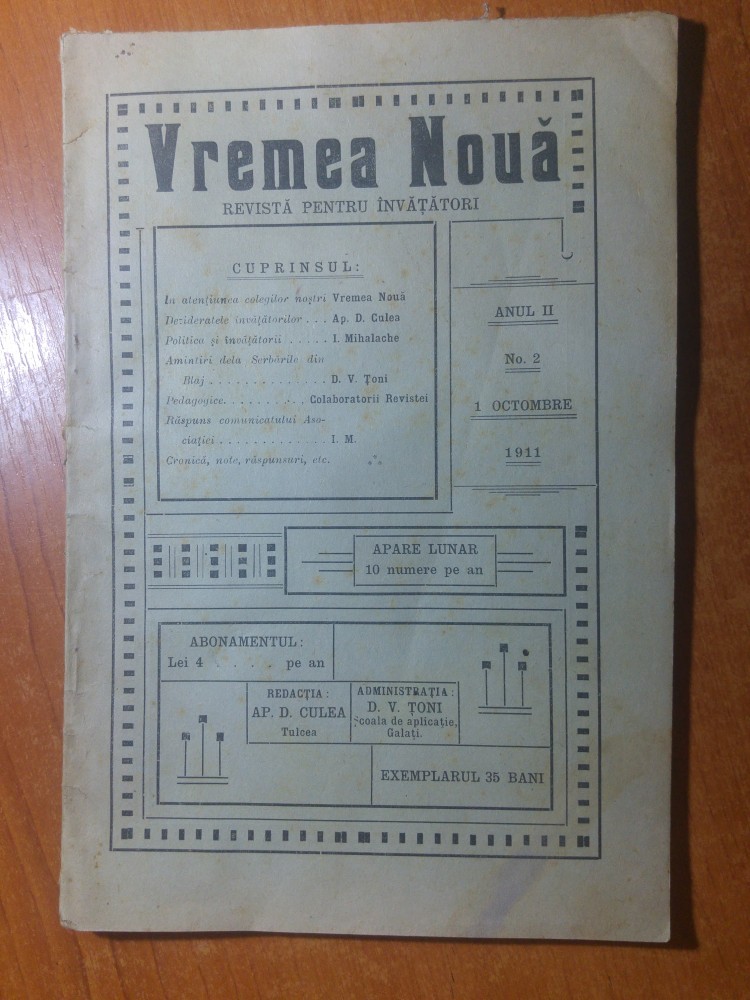 Vremea Nouă
REVISTĂ PENTRU ÎNVĂȚĂTORI
CUPRINSUL:
In atențiunea colegilor noștri Vremea Nouă
Dezideratele învățătorilor . . . Ap. D. Culea
Politica și învățătorii . . . . . I. Mihalache
Amintiri dela Serbările din
Blaj . . . . . . . . . . . . . . D. V. Țoni
Pedagogice. . . . . . . . . . Colaboratorii Revistei
Răspuns comunicatului Aso-
ciației . . . . . . . . . . . . . I. M.
Cronică, note, răspunsuri, etc. ∴
ANUL II
No. 2
1 OCTOMBRE
1911
APARE LUNAR
10 numere pe an
ABONAMENTUL:
Lei 4 . . . . pe an
REDACȚIA:
AP. D. CULEA
Tulcea
ADMINISTRAȚIA:
D. V. ȚONI
Școala de aplicație,
Galați.
EXEMPLARUL 35 BANI